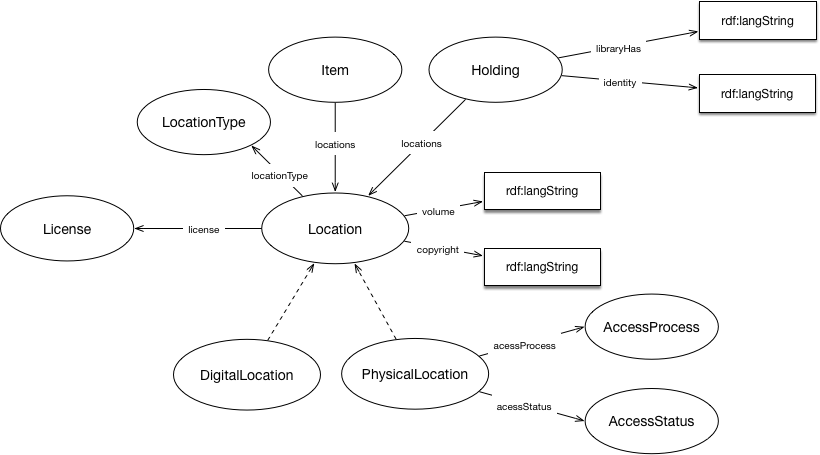 rdf:langString
libraryHas
Item
Holding
identity
rdf:langString
LocationType
locations
locations
locationType
rdf:langString
volume
License
license
Location
copyright
rdf:langString
AccessProcess
acessProcess
DigitalLocation
PhysicalLocation
acessStatus
AccessStatus